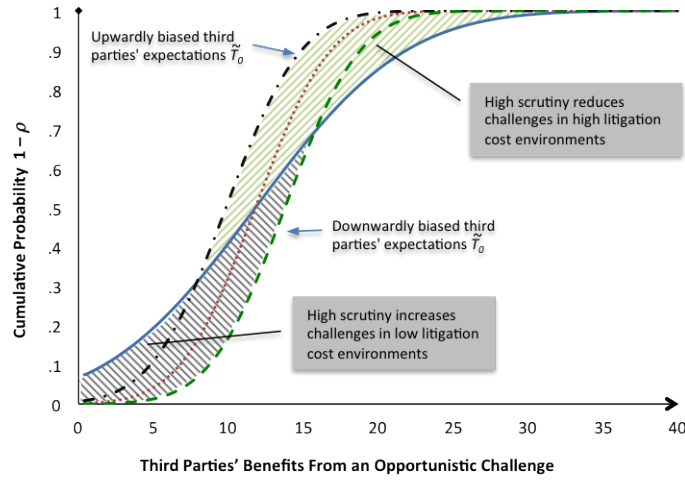 1
.9
.8
.7
.6
.5
.4
.3
.2
.1
0
Cumulative Probability 1 – ρ
Upwardly biased third
parties' expectations T̃₀
High scrutiny reduces
challenges in high litigation
cost environments
Downwardly biased third
parties' expectations T̃₀
High scrutiny increases
challenges in low litigation
cost environments
0 5 10 15 20 25 30 35 40
Third Parties' Benefits From an Opportunistic Challenge